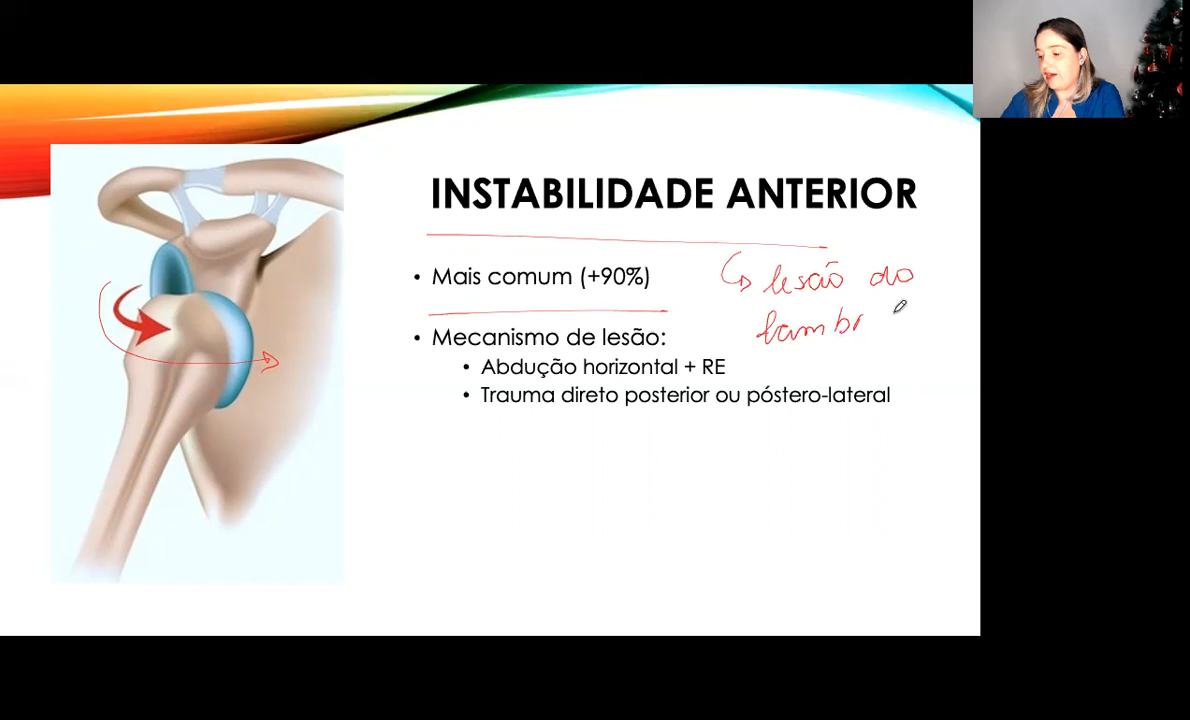 INSTABILIDADE ANTERIOR
• Mais comum (+90%)
lesão do
• Mecanismo de lesão:
lambr
• Abdução horizontal + RE
• Trauma direto posterior ou póstero-lateral